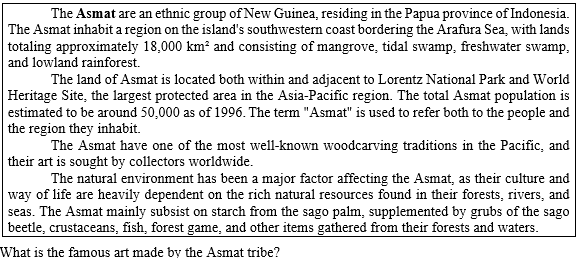 The Asmat are an ethnic group of New Guinea, residing in the Papua province of Indonesia.
The Asmat inhabit a region on the island's southwestern coast bordering the Arafura Sea, with lands
totaling approximately 18,000 km² and consisting of mangrove, tidal swamp, freshwater swamp,
and lowland rainforest.
The land of Asmat is located both within and adjacent to Lorentz National Park and World
Heritage Site, the largest protected area in the Asia-Pacific region. The total Asmat population is
estimated to be around 50,000 as of 1996. The term "Asmat" is used to refer both to the people and
the region they inhabit.
The Asmat have one of the most well-known woodcarving traditions in the Pacific, and
their art is sought by collectors worldwide.
The natural environment has been a major factor affecting the Asmat, as their culture and
way of life are heavily dependent on the rich natural resources found in their forests, rivers, and
seas. The Asmat mainly subsist on starch from the sago palm, supplemented by grubs of the sago
beetle, crustaceans, fish, forest game, and other items gathered from their forests and waters.
What is the famous art made by the Asmat tribe?